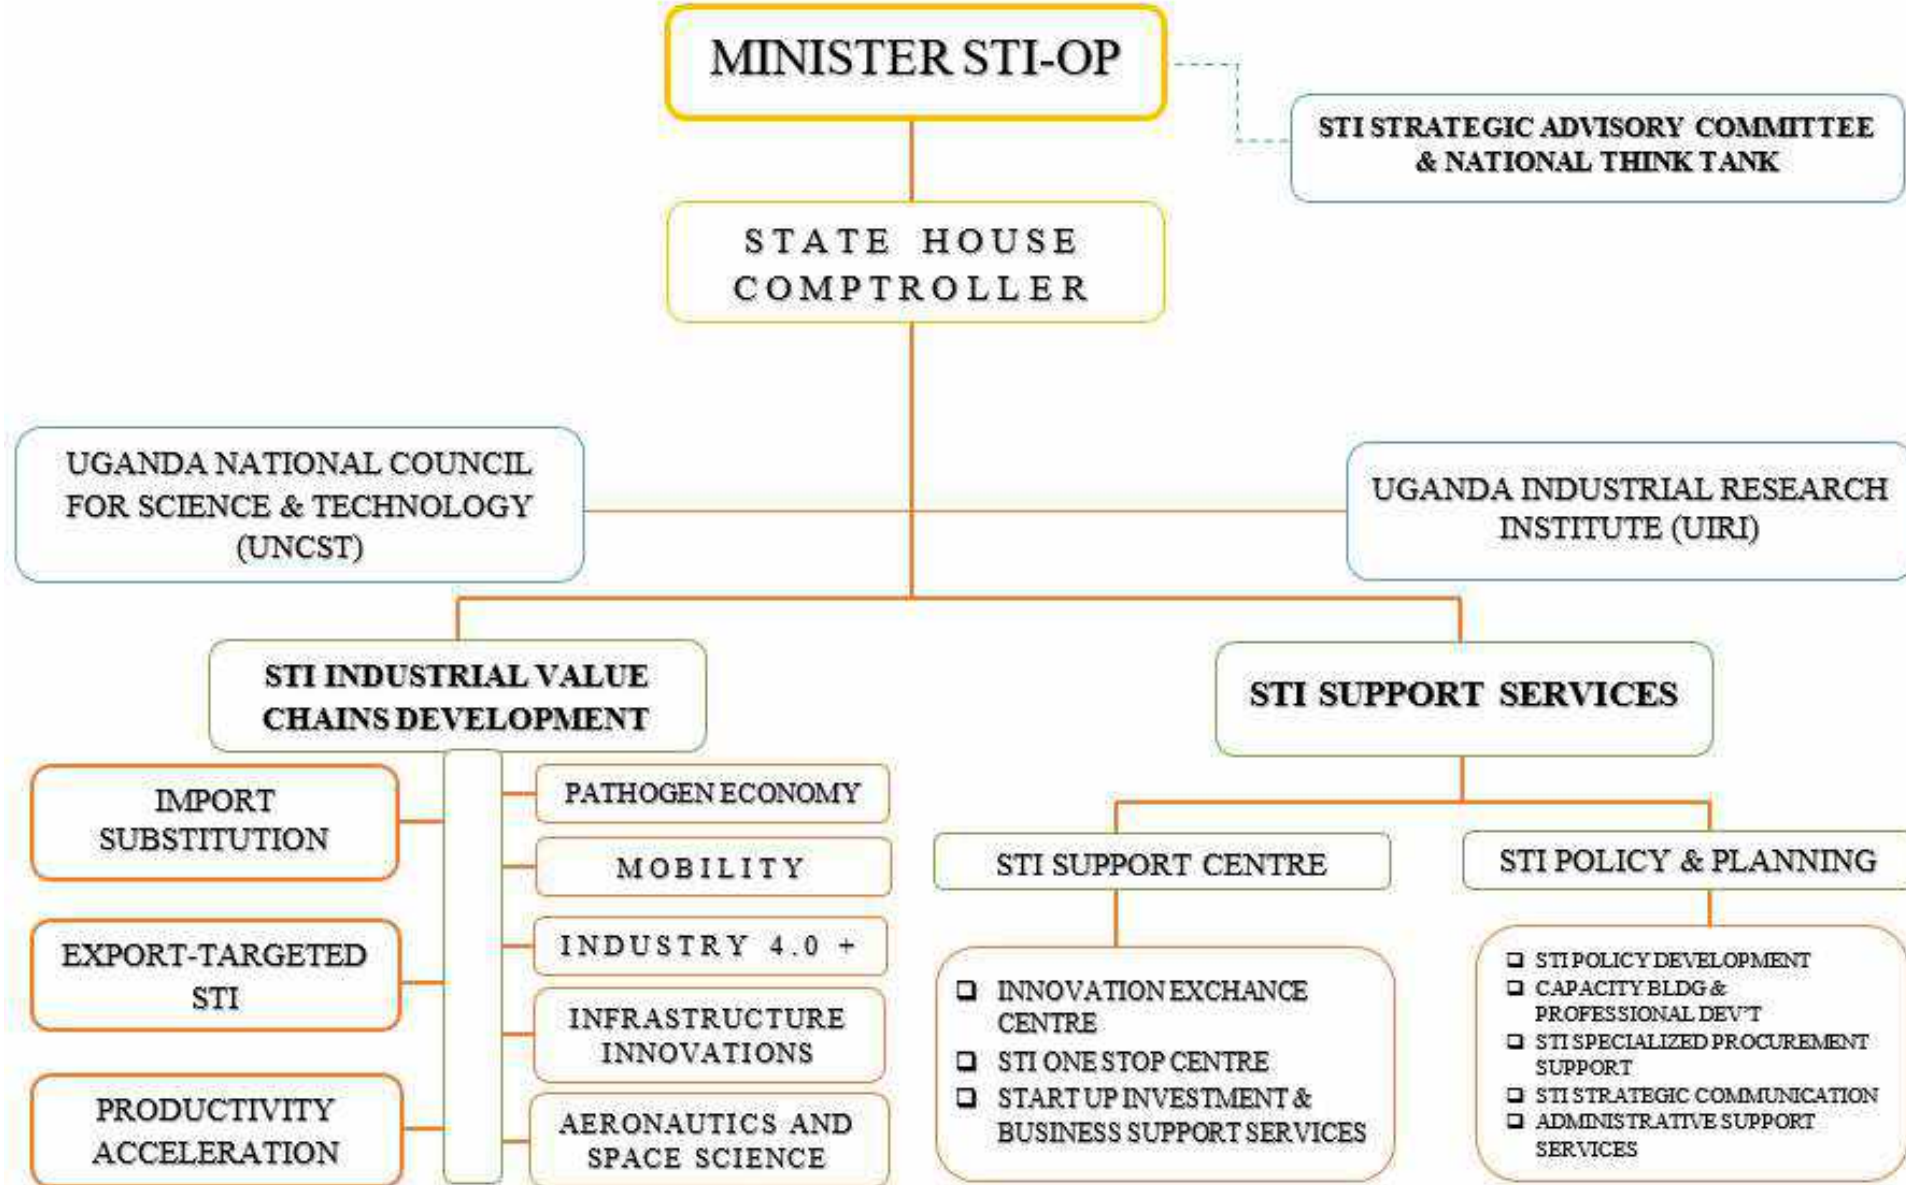 MINISTER STI-OP
STI STRATEGIC ADVISORY COMMITTEE
& NATIONAL THINK TANK
STATE HOUSE
COMPTROLLER
UGANDA NATIONAL COUNCIL
FOR SCIENCE & TECHNOLOGY
(UNCST)
UGANDA INDUSTRIAL RESEARCH
INSTITUTE (UIRI)
STI INDUSTRIAL VALUE
CHAINS DEVELOPMENT
STI SUPPORT SERVICES
IMPORT
SUBSTITUTION
EXPORT-TARGETED
STI
PRODUCTIVITY
ACCELERATION
PATHOGEN ECONOMY
MOBILITY
INDUSTRY 4.0 +
INFRASTRUCTURE
INNOVATIONS
AERONAUTICS AND
SPACE SCIENCE
STI SUPPORT CENTRE
❑ INNOVATION EXCHANCE
CENTRE
❑ STI ONE STOP CENTRE
❑ START UP INVESTMENT &
BUSINESS SUPPORT SERVICES
STI POLICY & PLANNING
❑ STI POLICY DEVELOPMENT
❑ CAPACITY BLDG &
PROFESSIONAL DEV'T
❑ STI SPECIALIZED PROCUREMENT
SUPPORT
❑ STI STRATEGIC COMMUNICATION
❑ ADMINISTRATIVE SUPPORT
SERVICES